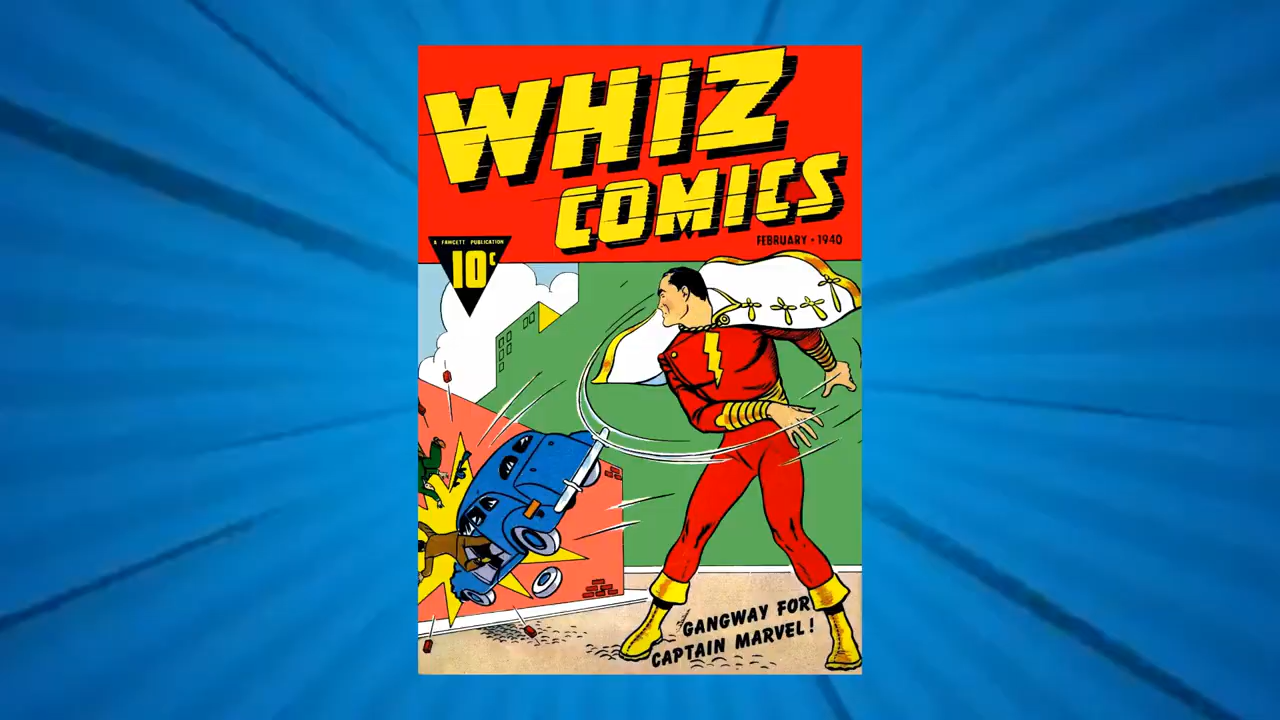 WHIZ
COMICS
FEBRUARY • 1940
A FAWCETT PUBLICATION
10¢
GANGWAY FOR
CAPTAIN MARVEL!